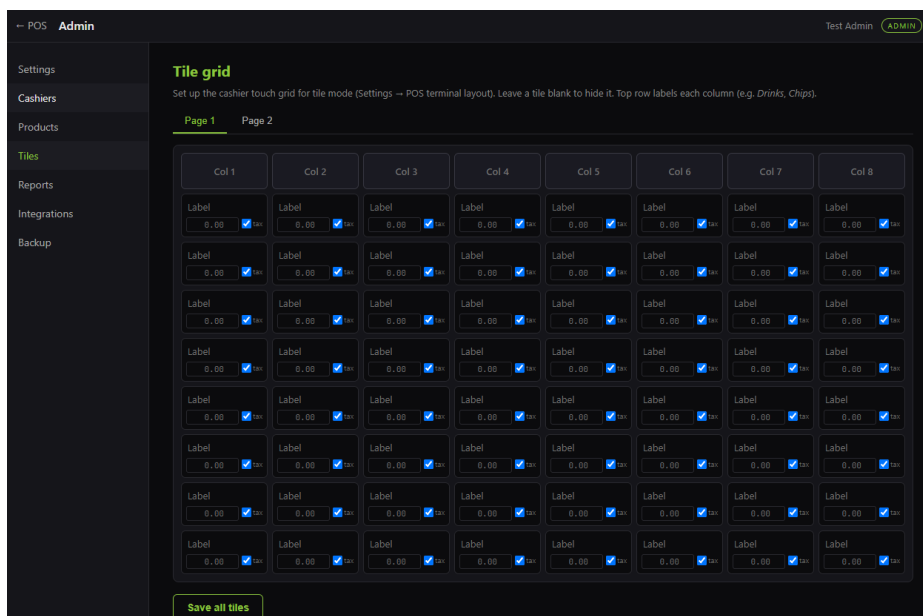 ← POS Admin Test Admin ADMIN
Settings
Cashiers
Products
Tiles
Reports
Integrations
Backup
Tile grid
Set up the cashier touch grid for tile mode (Settings → POS terminal layout). Leave a tile blank to hide it. Top row labels each column (e.g. Drinks, Chips).
Page 1 Page 2
Col 1 Col 2 Col 3 Col 4 Col 5 Col 6 Col 7 Col 8
Label Label Label Label Label Label Label Label
0.00 tax 0.00 tax 0.00 tax 0.00 tax 0.00 tax 0.00 tax 0.00 tax 0.00 tax
Label Label Label Label Label Label Label Label
0.00 tax 0.00 tax 0.00 tax 0.00 tax 0.00 tax 0.00 tax 0.00 tax 0.00 tax
Label Label Label Label Label Label Label Label
0.00 tax 0.00 tax 0.00 tax 0.00 tax 0.00 tax 0.00 tax 0.00 tax 0.00 tax
Label Label Label Label Label Label Label Label
0.00 tax 0.00 tax 0.00 tax 0.00 tax 0.00 tax 0.00 tax 0.00 tax 0.00 tax
Label Label Label Label Label Label Label Label
0.00 tax 0.00 tax 0.00 tax 0.00 tax 0.00 tax 0.00 tax 0.00 tax 0.00 tax
Label Label Label Label Label Label Label Label
0.00 tax 0.00 tax 0.00 tax 0.00 tax 0.00 tax 0.00 tax 0.00 tax 0.00 tax
Label Label Label Label Label Label Label Label
0.00 tax 0.00 tax 0.00 tax 0.00 tax 0.00 tax 0.00 tax 0.00 tax 0.00 tax
Label Label Label Label Label Label Label Label
0.00 tax 0.00 tax 0.00 tax 0.00 tax 0.00 tax 0.00 tax 0.00 tax 0.00 tax
Save all tiles